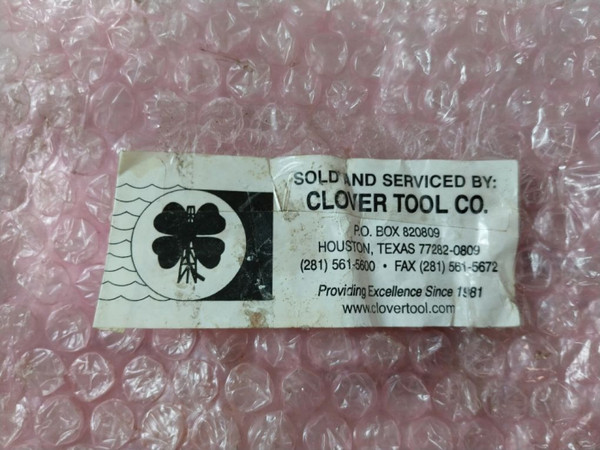 SOLD AND SERVICED BY:
CLOVER TOOL CO.
P.O. BOX 820809
HOUSTON, TEXAS 77282-0809
(281) 561-5600 • FAX (281) 561-5672
Providing Excellence Since 1981
www.clovertool.com